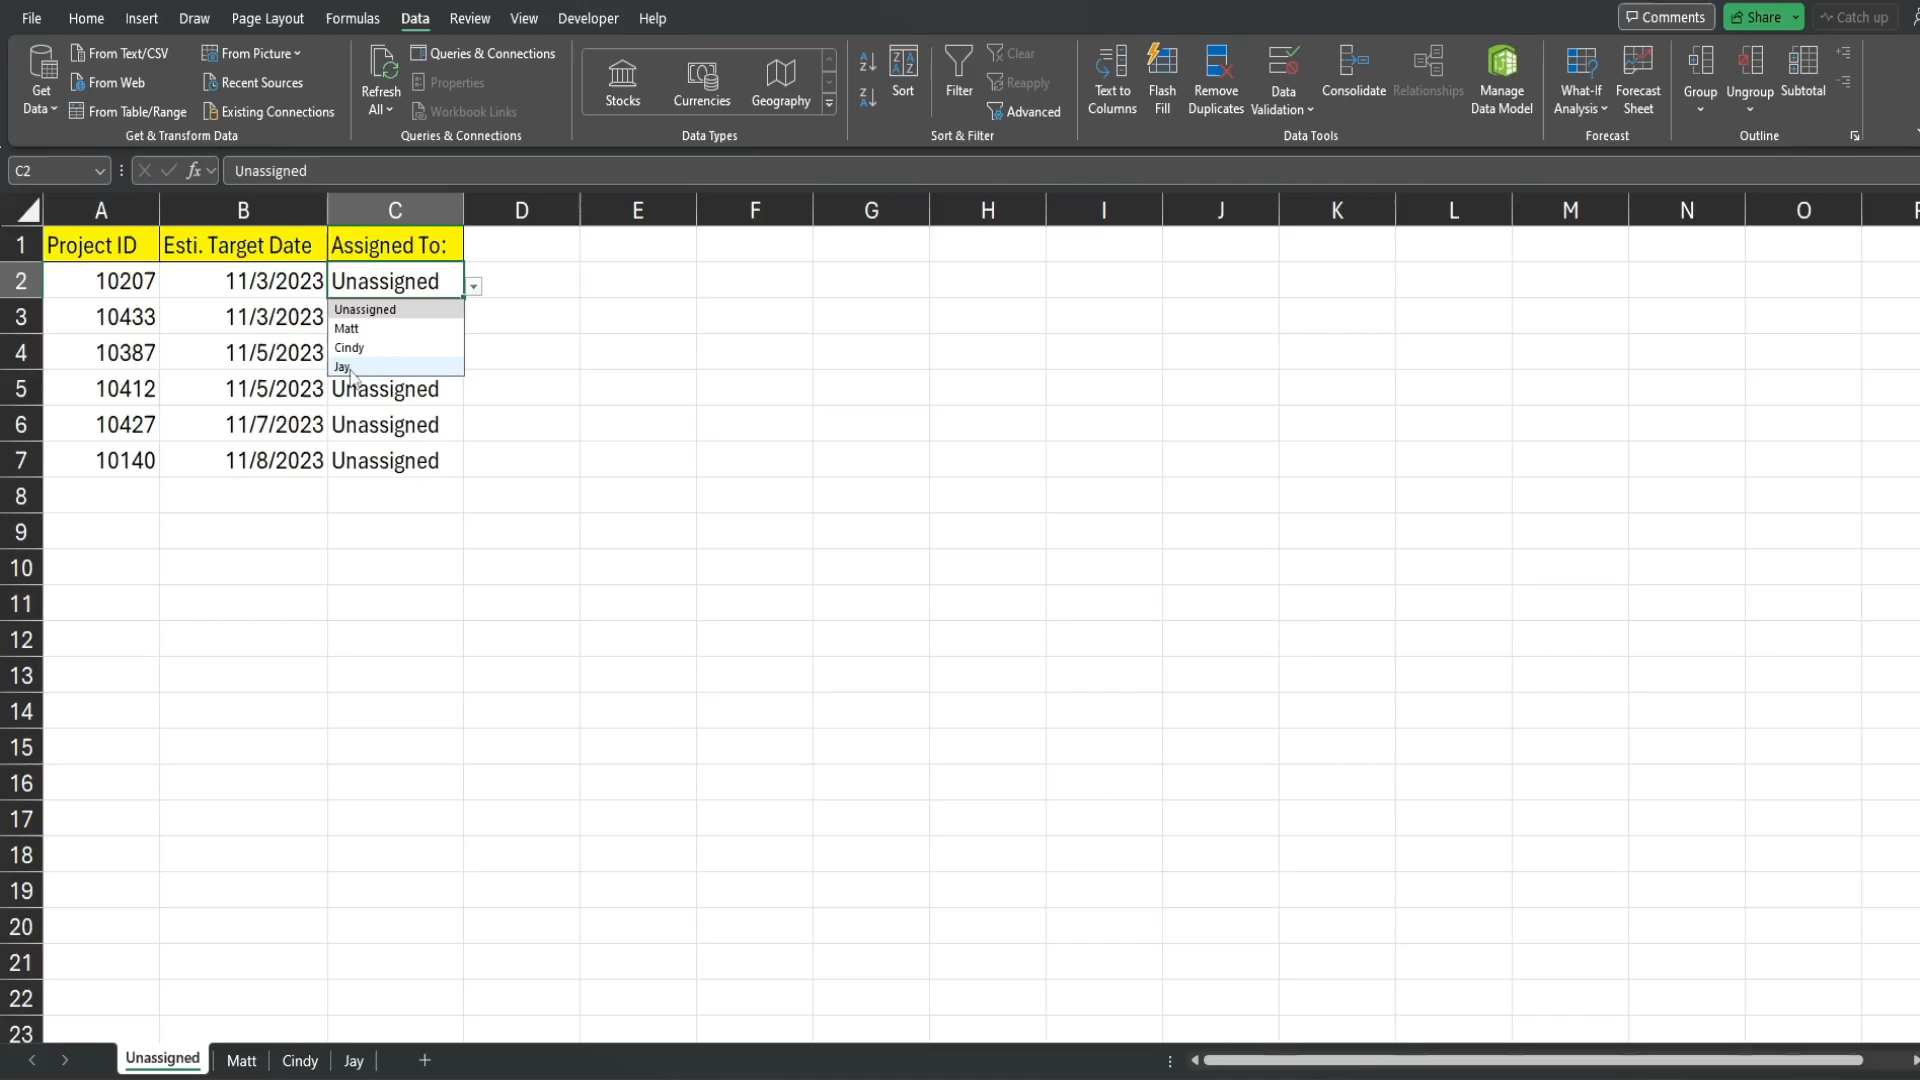 File Home Insert Draw Page Layout Formulas Data Review View Developer Help Comments Share Catch up
Get Data
From Text/CSV
From Web
From Table/Range
From Picture
Recent Sources
Existing Connections
Get & Transform Data
Refresh All
Queries & Connections
Properties
Workbook Links
Queries & Connections
Stocks Currencies Geography
Data Types
Sort
Filter
Clear
Reapply
Advanced
Sort & Filter
Text to Columns
Flash Fill
Remove Duplicates
Data Validation
Consolidate
Relationships
Manage Data Model
Data Tools
What-If Analysis
Forecast Sheet
Forecast
Group
Ungroup
Subtotal
Outline
C2 fx Unassigned
A B C D E F G H I J K L M N O
1 Project ID Esti. Target Date Assigned To:
2 10207 11/3/2023 Unassigned
3 10433 11/3/2023
4 10387 11/5/2023
5 10412 11/5/2023 Unassigned
6 10427 11/7/2023 Unassigned
7 10140 11/8/2023 Unassigned
Unassigned
Matt
Cindy
Jay
8
9
10
11
12
13
14
15
16
17
18
19
20
21
22
23
Unassigned Matt Cindy Jay